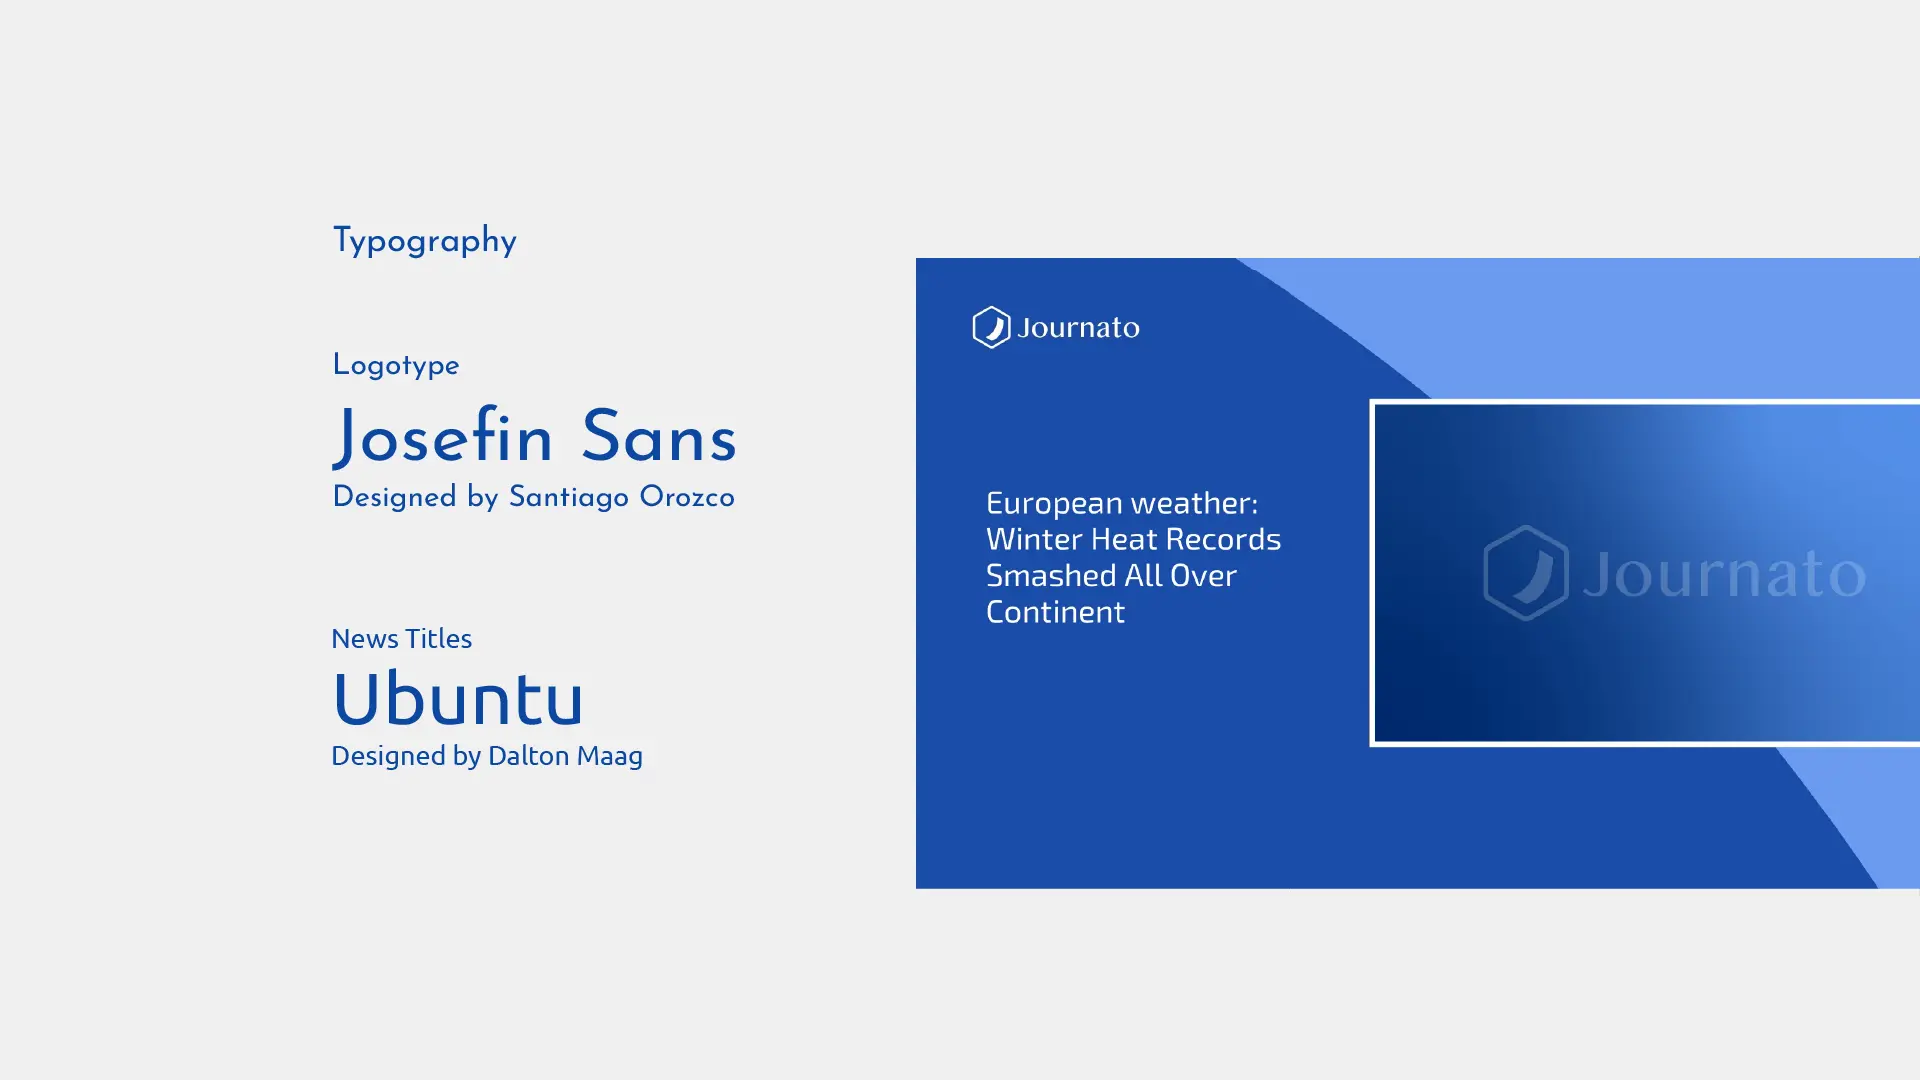 Typography
Logotype
Josefin Sans
Designed by Santiago Orozco
News Titles
Ubuntu
Designed by Dalton Maag
Journato
European weather:
Winter Heat Records
Smashed All Over
Continent
Journato